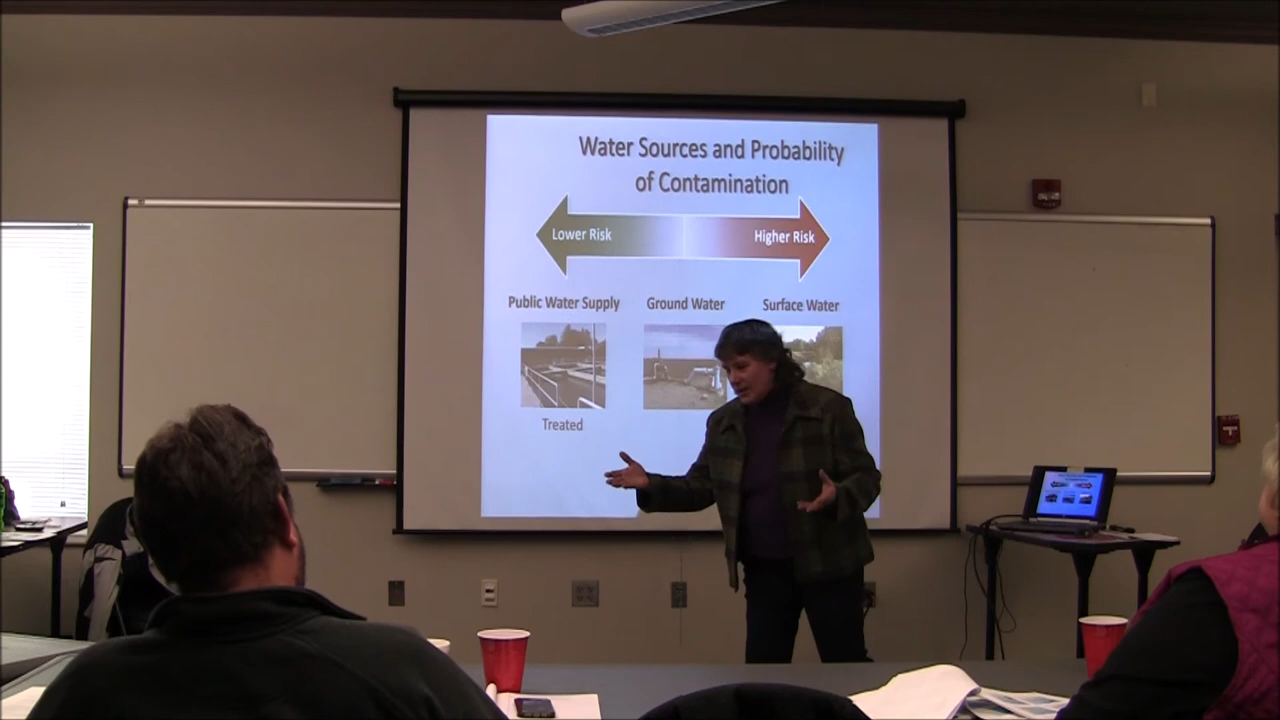 Water Sources and Probability
of Contamination
Lower Risk
Higher Risk
Public Water Supply
Ground Water
Surface Water
Treated